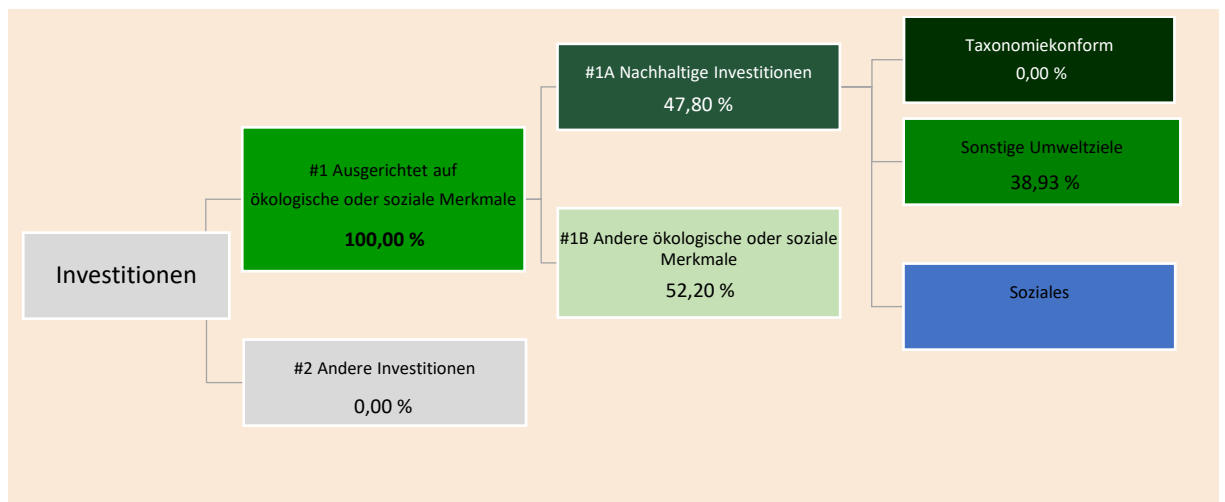 Investitionen
#1 Ausgerichtet auf
ökologische oder soziale Merkmale
100,00 %
#2 Andere Investitionen
0,00 %
#1A Nachhaltige Investitionen
47,80 %
#1B Andere ökologische oder soziale
Merkmale
52,20 %
Taxonomiekonform
0,00 %
Sonstige Umweltziele
38,93 %
Soziales